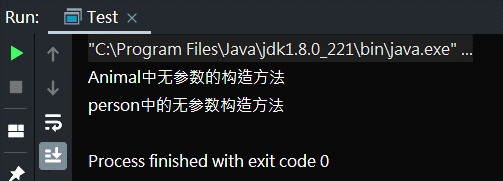 Run: Test ×
"C:\Program Files\Java\jdk1.8.0_221\bin\java.exe" ...
Animal中无参数的构造方法
person中的无参数构造方法
Process finished with exit code 0